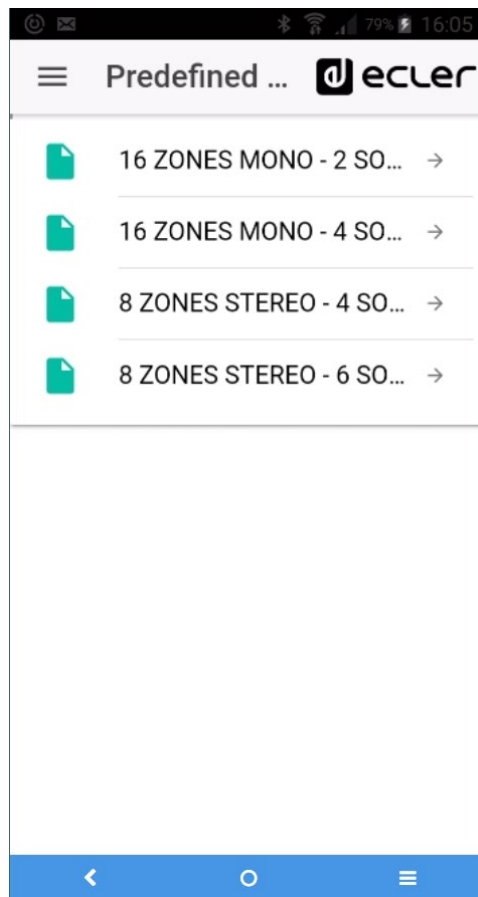 79% 16:05
Predefined ... ecler
16 ZONES MONO - 2 SO...
16 ZONES MONO - 4 SO...
8 ZONES STEREO - 4 SO...
8 ZONES STEREO - 6 SO...